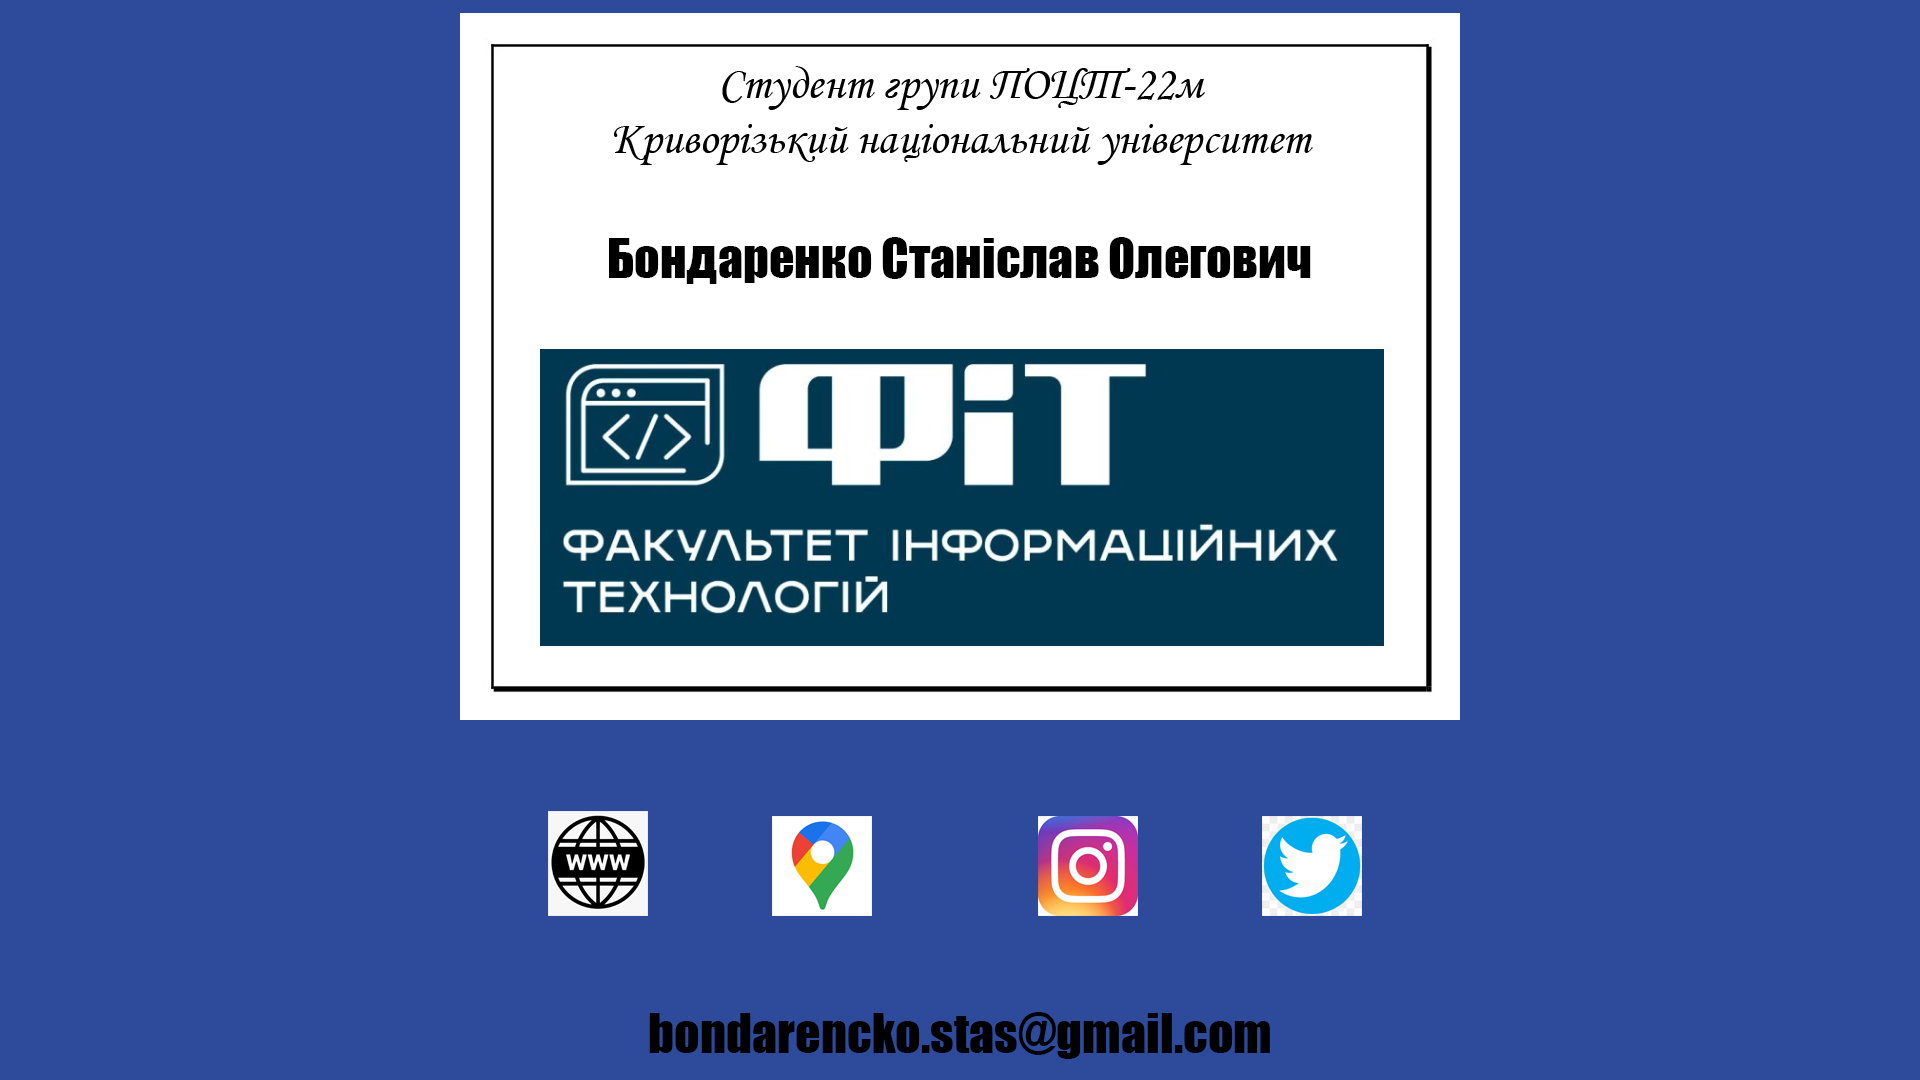 Студент групи ПОЦТ-22м
Криворізький національний університет
Бондаренко Станіслав Олегович
ФІТ
ФАКУЛЬТЕТ ІНФОРМАЦІЙНИХ
ТЕХНОЛОГІЙ
WWW
bondarencko.stas@gmail.com